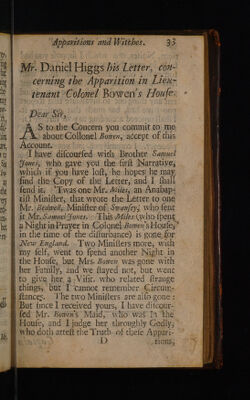 Apparitions and Witches. 33
Mr. Daniel Higgs his Letter, con-
cerning the Apparition in Lieu-
tenant Colonel Bowen's House.
Dear Sir,
AS to the Concern you commit to me
about Collonel Bowen, accept of this
Account.
I have discoursed with Brother Samuel
Jones, who gave you the first Narrative,
which if you have lost, he hopes he may
find the Copy of the Letter, and I shall
send it. 'Twas one Mr. Miles, an Anabap-
tist Minister, that wrote the Letter to one
Mr. Minister of Swansey; who sent
it Mr. Samuel Jones. This Miles (who spent
a Night in Prayer in Colonel Bowen's House,
in the time of the disturbance) is gone for
New England. Two Ministers more, with
my self, went to spend another Night in
the House, but Mrs. Bowen was gone with
her Family, and we stayed not, but went
to give her a Visit, who related strange
things, but I cannot remember Circum-
stances. The two Ministers are also gone:
But since I received yours, I have discour-
sed Mr. Bowen's Maid, who was in the
House, and I judge her throughly Godly,
who doth attest the Truth of these Appari-
D tions,